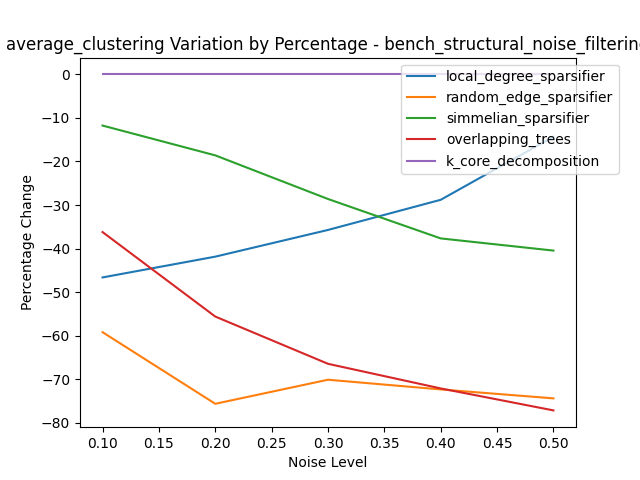 average_clustering Variation by Percentage - bench_structural_noise_filtering
local_degree_sparsifier
random_edge_sparsifier
simmelian_sparsifier
overlapping_trees
k_core_decomposition
Percentage Change
0
−10
−20
−30
−40
−50
−60
−70
−80
0.10 0.15 0.20 0.25 0.30 0.35 0.40 0.45 0.50
Noise Level